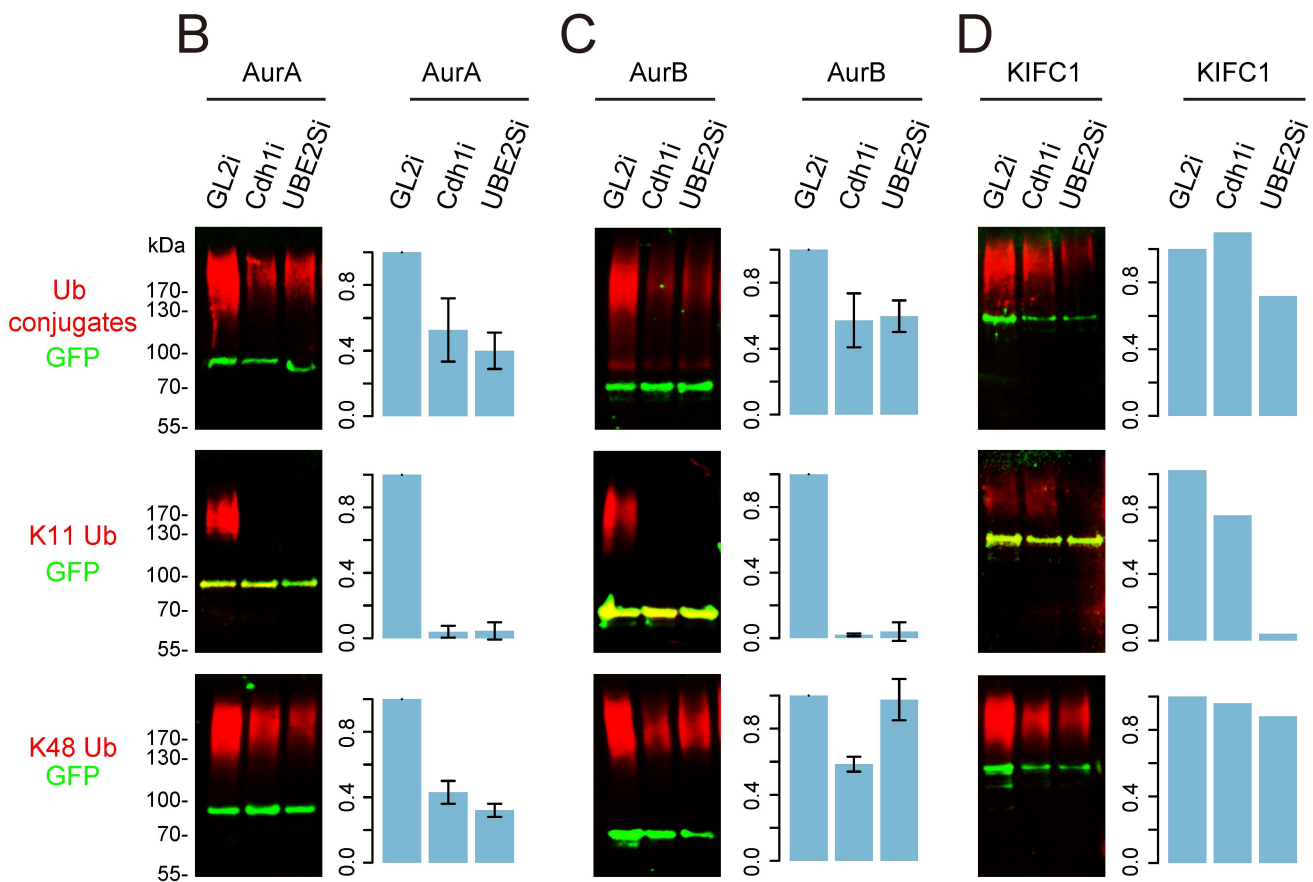 B
C
D
AurA
AurA
AurB
AurB
KIFC1
KIFC1
GL2i
Cdh1i
UBE2Si
GL2i
Cdh1i
UBE2Si
GL2i
Cdh1i
UBE2Si
GL2i
Cdh1i
UBE2Si
GL2i
Cdh1i
UBE2Si
GL2i
Cdh1i
UBE2Si
Ub
conjugates
GFP
kDa
170-
130-
100-
70-
55-
0.8
0.4
0.0
0.8
0.4
0.0
0.8
0.4
0.0
K11 Ub
GFP
170-
130-
100-
70-
55-
0.8
0.4
0.0
0.8
0.4
0.0
0.8
0.4
0.0
K48 Ub
GFP
170-
130-
100-
70-
55-
0.8
0.4
0.0
0.8
0.4
0.0
0.8
0.4
0.0